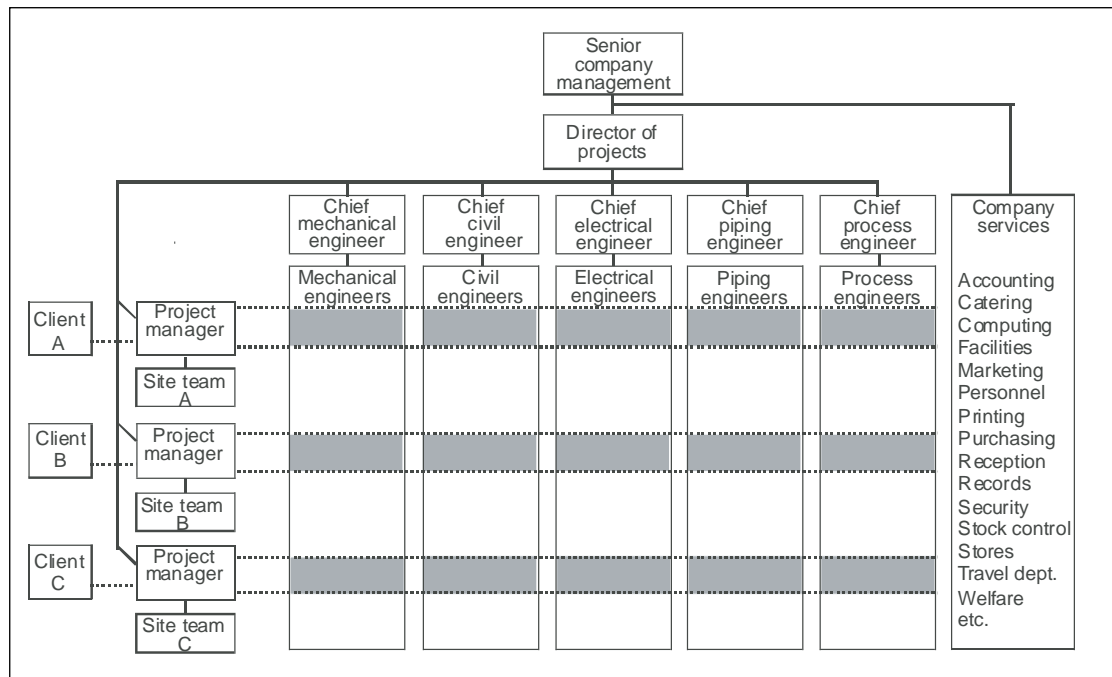 Senior
company
management
Director of
projects
Chief
mechanical
engineer
Chief
civil
engineer
Chief
electrical
engineer
Chief
piping
engineer
Chief
process
engineer
Company
services
Mechanical
engineers
Civil
engineers
Electrical
engineers
Piping
engineers
Process
engineers
Accounting
Catering
Computing
Facilities
Marketing
Personnel
Printing
Purchasing
Reception
Records
Security
Stock control
Stores
Travel dept.
Welfare
etc.
Client
A
Project
manager
Site team
A
Client
B
Project
manager
Site team
B
Client
C
Project
manager
Site team
C